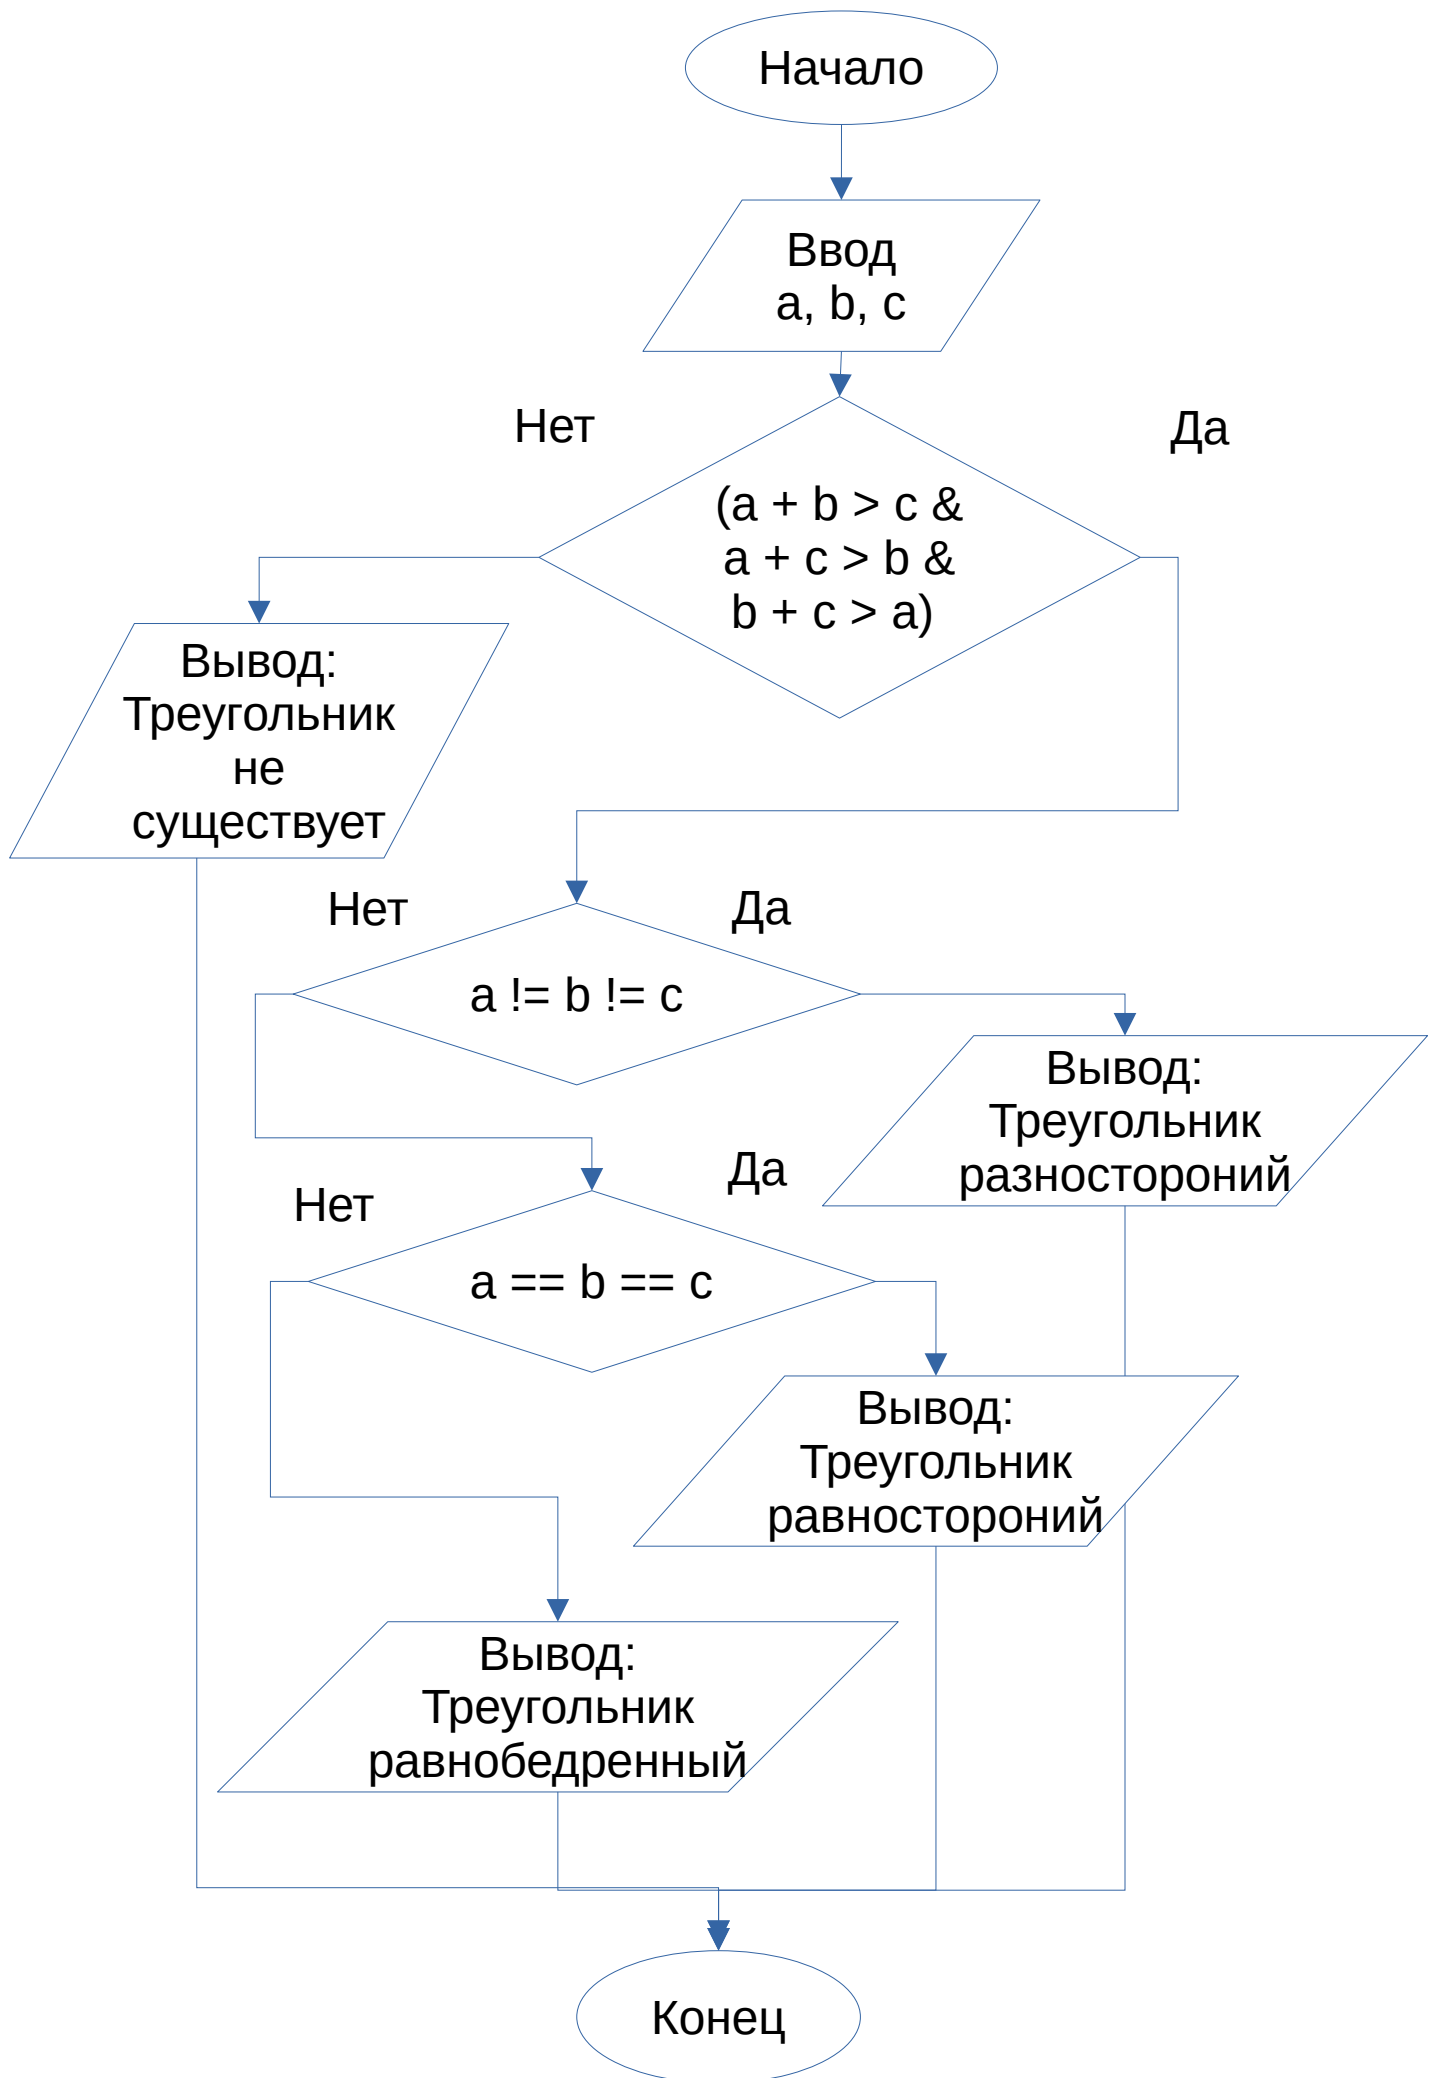 Начало
Ввод
a, b, c
Нет
Да
(a + b > c &
a + c > b &
b + c > a)
Вывод:
Треугольник
не
существует
Нет
Да
a != b != c
Вывод:
Треугольник
разностороний
Да
Нет
a == b == c
Вывод:
Треугольник
равностороний
Вывод:
Треугольник
равнобедренный
Конец